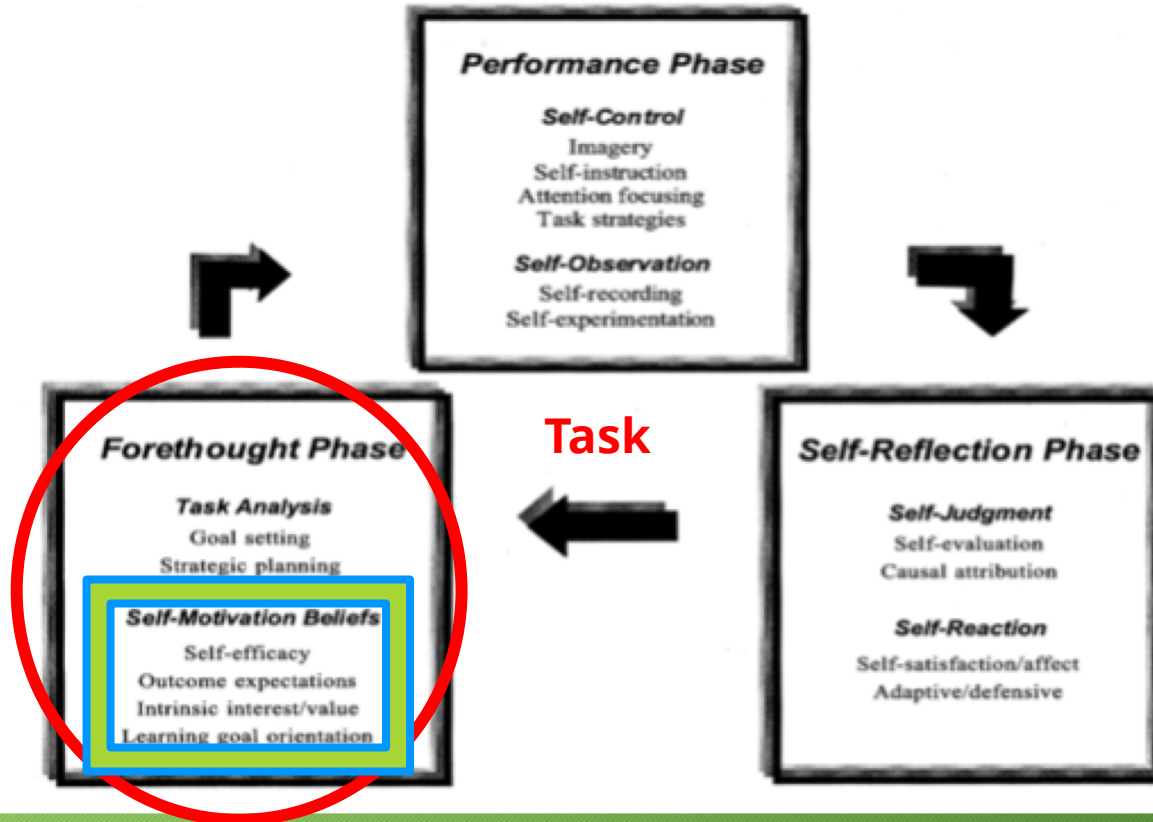 Performance Phase
Self-Control
Imagery
Self-instruction
Attention focusing
Task strategies
Self-Observation
Self-recording
Self-experimentation
Task
Forethought Phase
Task Analysis
Goal setting
Strategic planning
Self-Motivation Beliefs
Self-efficacy
Outcome expectations
Intrinsic interest/value
Learning goal orientation
Self-Reflection Phase
Self-Judgment
Self-evaluation
Causal attribution
Self-Reaction
Self-satisfaction/affect
Adaptive/defensive